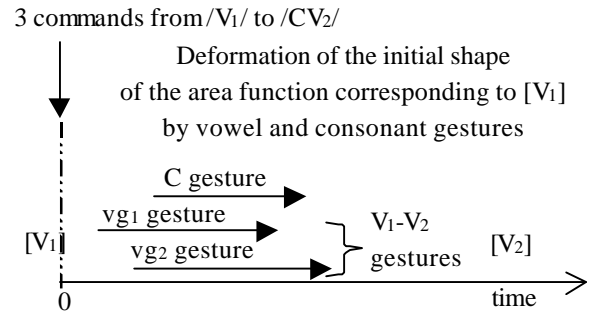 3 commands from /V1/ to /CV2/
Deformation of the initial shape
of the area function corresponding to [V1]
by vowel and consonant gestures
C gesture
vg1 gesture
V1-V2
[V1]
vg2 gesture
gestures
[V2]
0
time